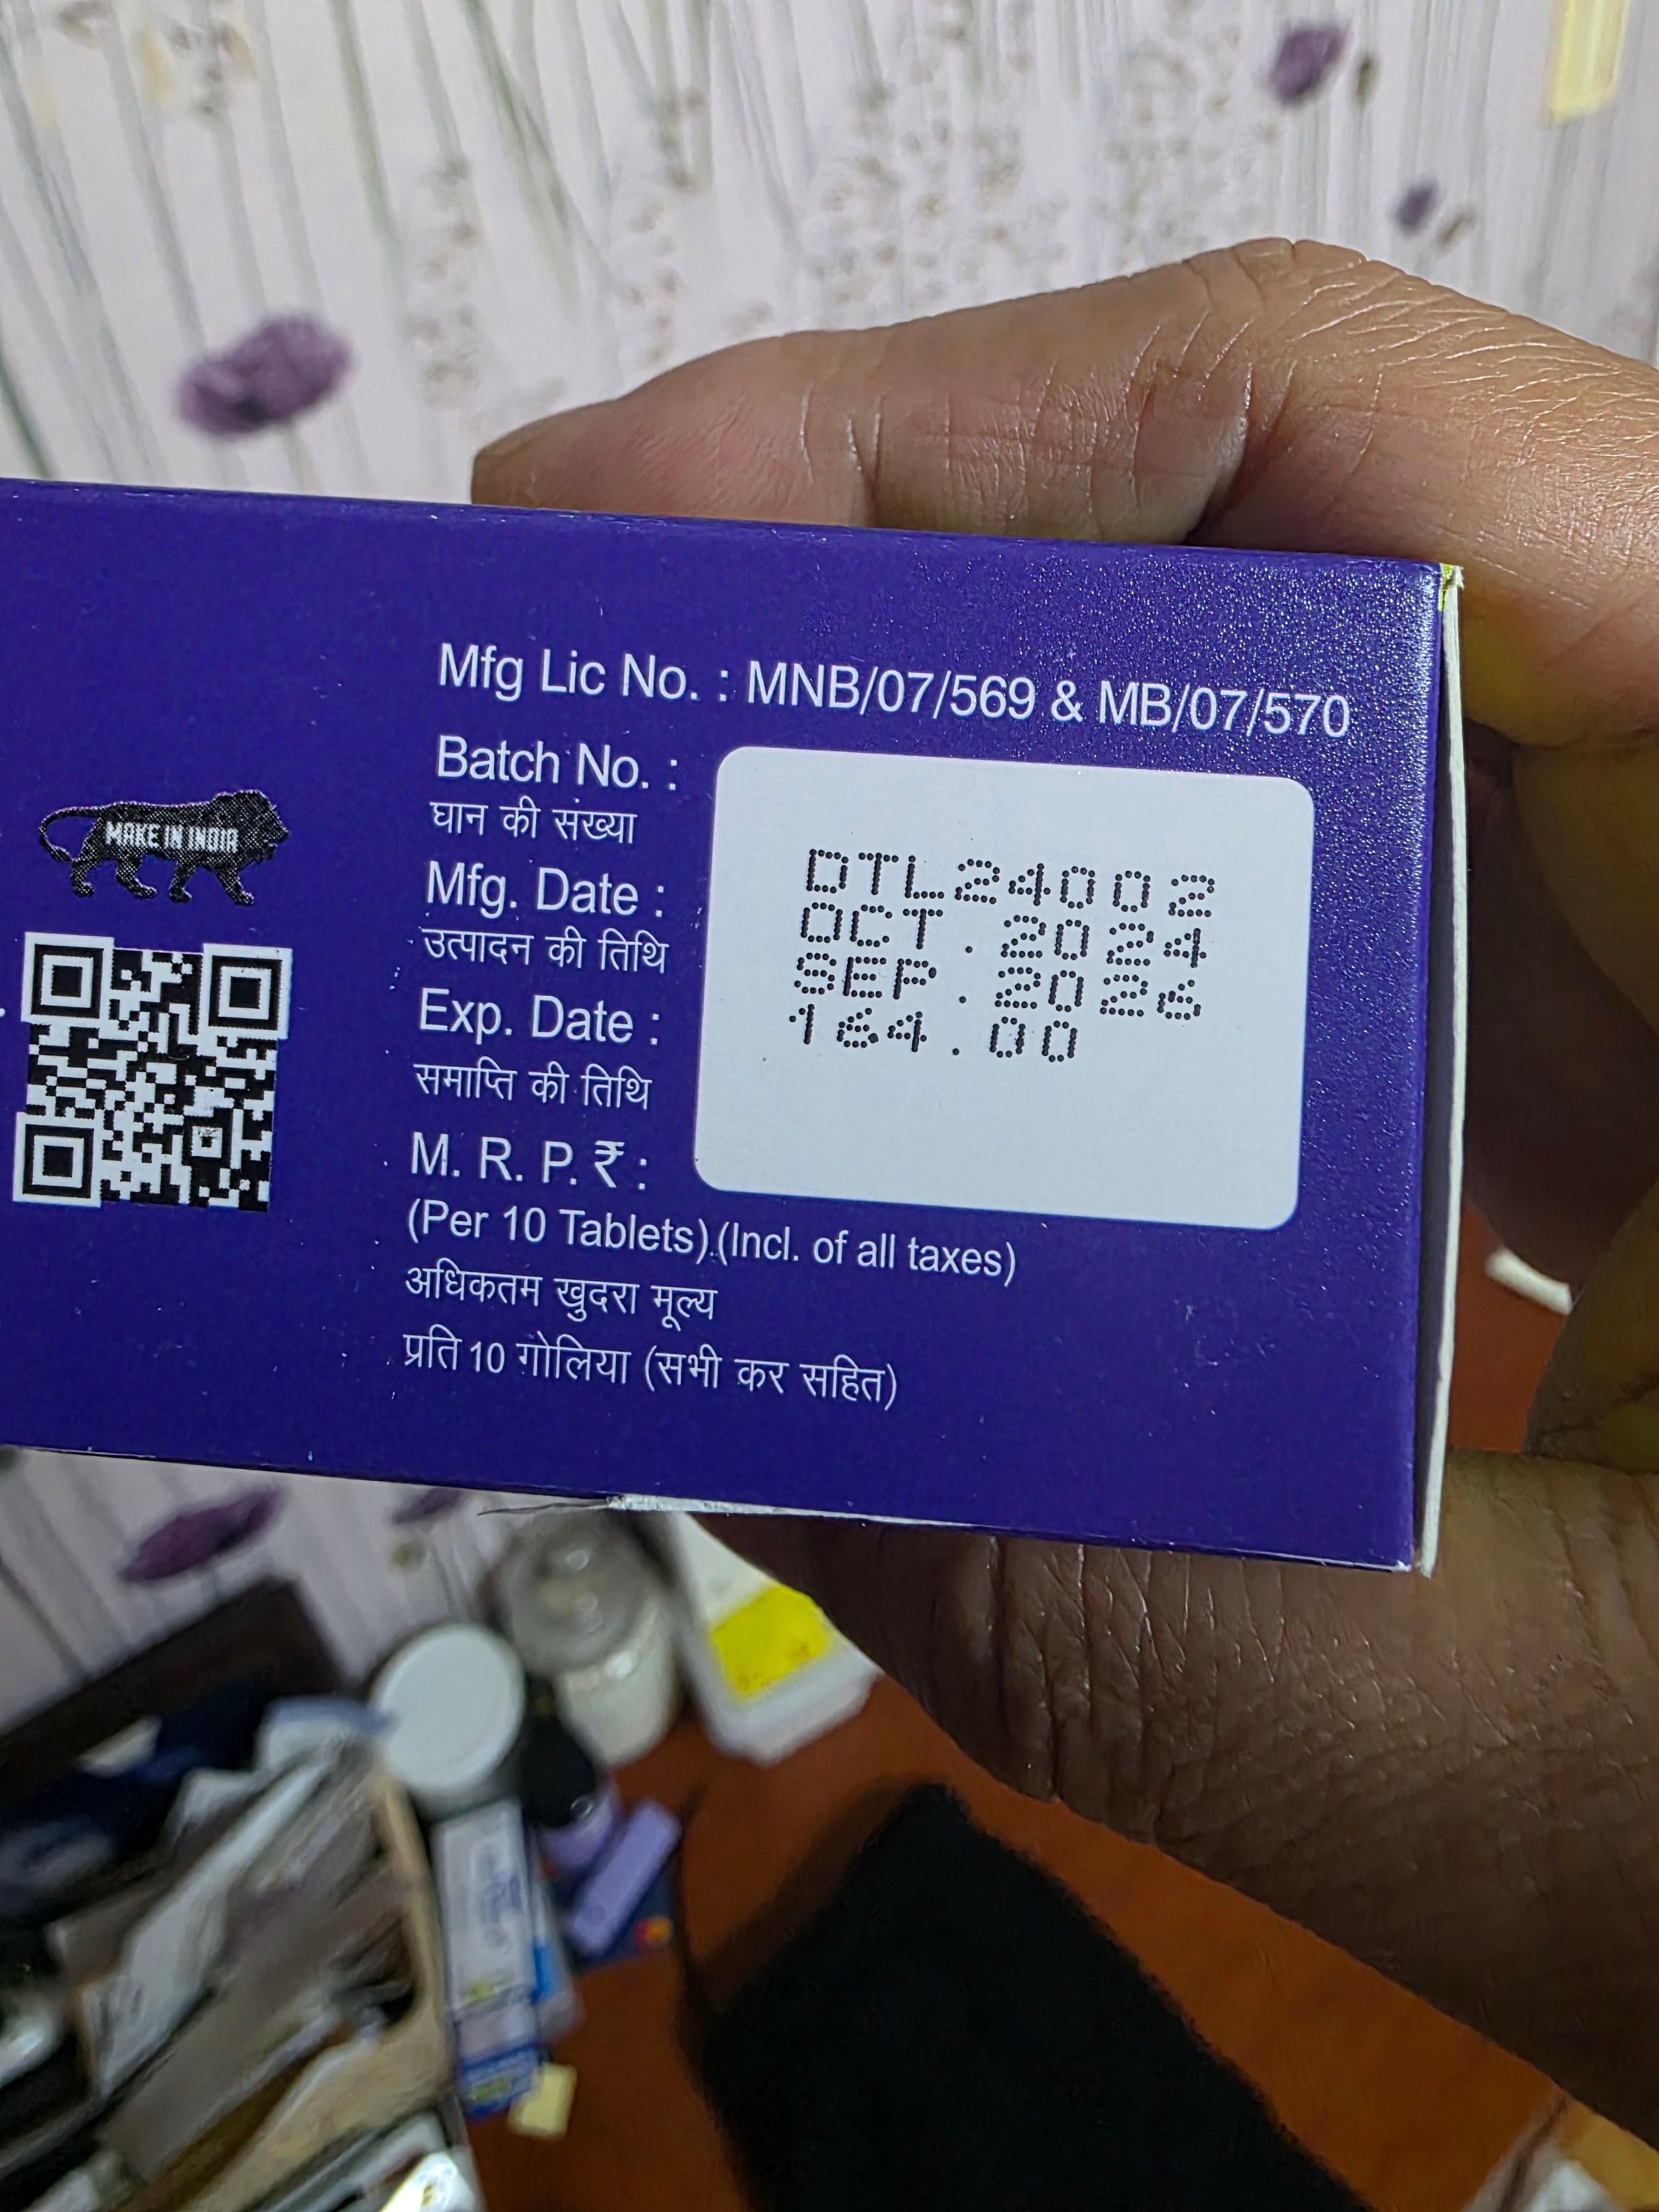 Mfg Lic No. : MNB/07/569 & MB/07/570
Batch No. : DTL24002
घान की संख्या
Mfg. Date : OCT.2024
उत्पादन की तिथि
Exp. Date : SEP.2026
समाप्ति की तिथि
M. R. P. ₹ : 164.00
(Per 10 Tablets) (Incl. of all taxes)
अधिकतम खुदरा मूल्य
प्रति 10 गोलिया (सभी कर सहित)
MAKE IN INDIA